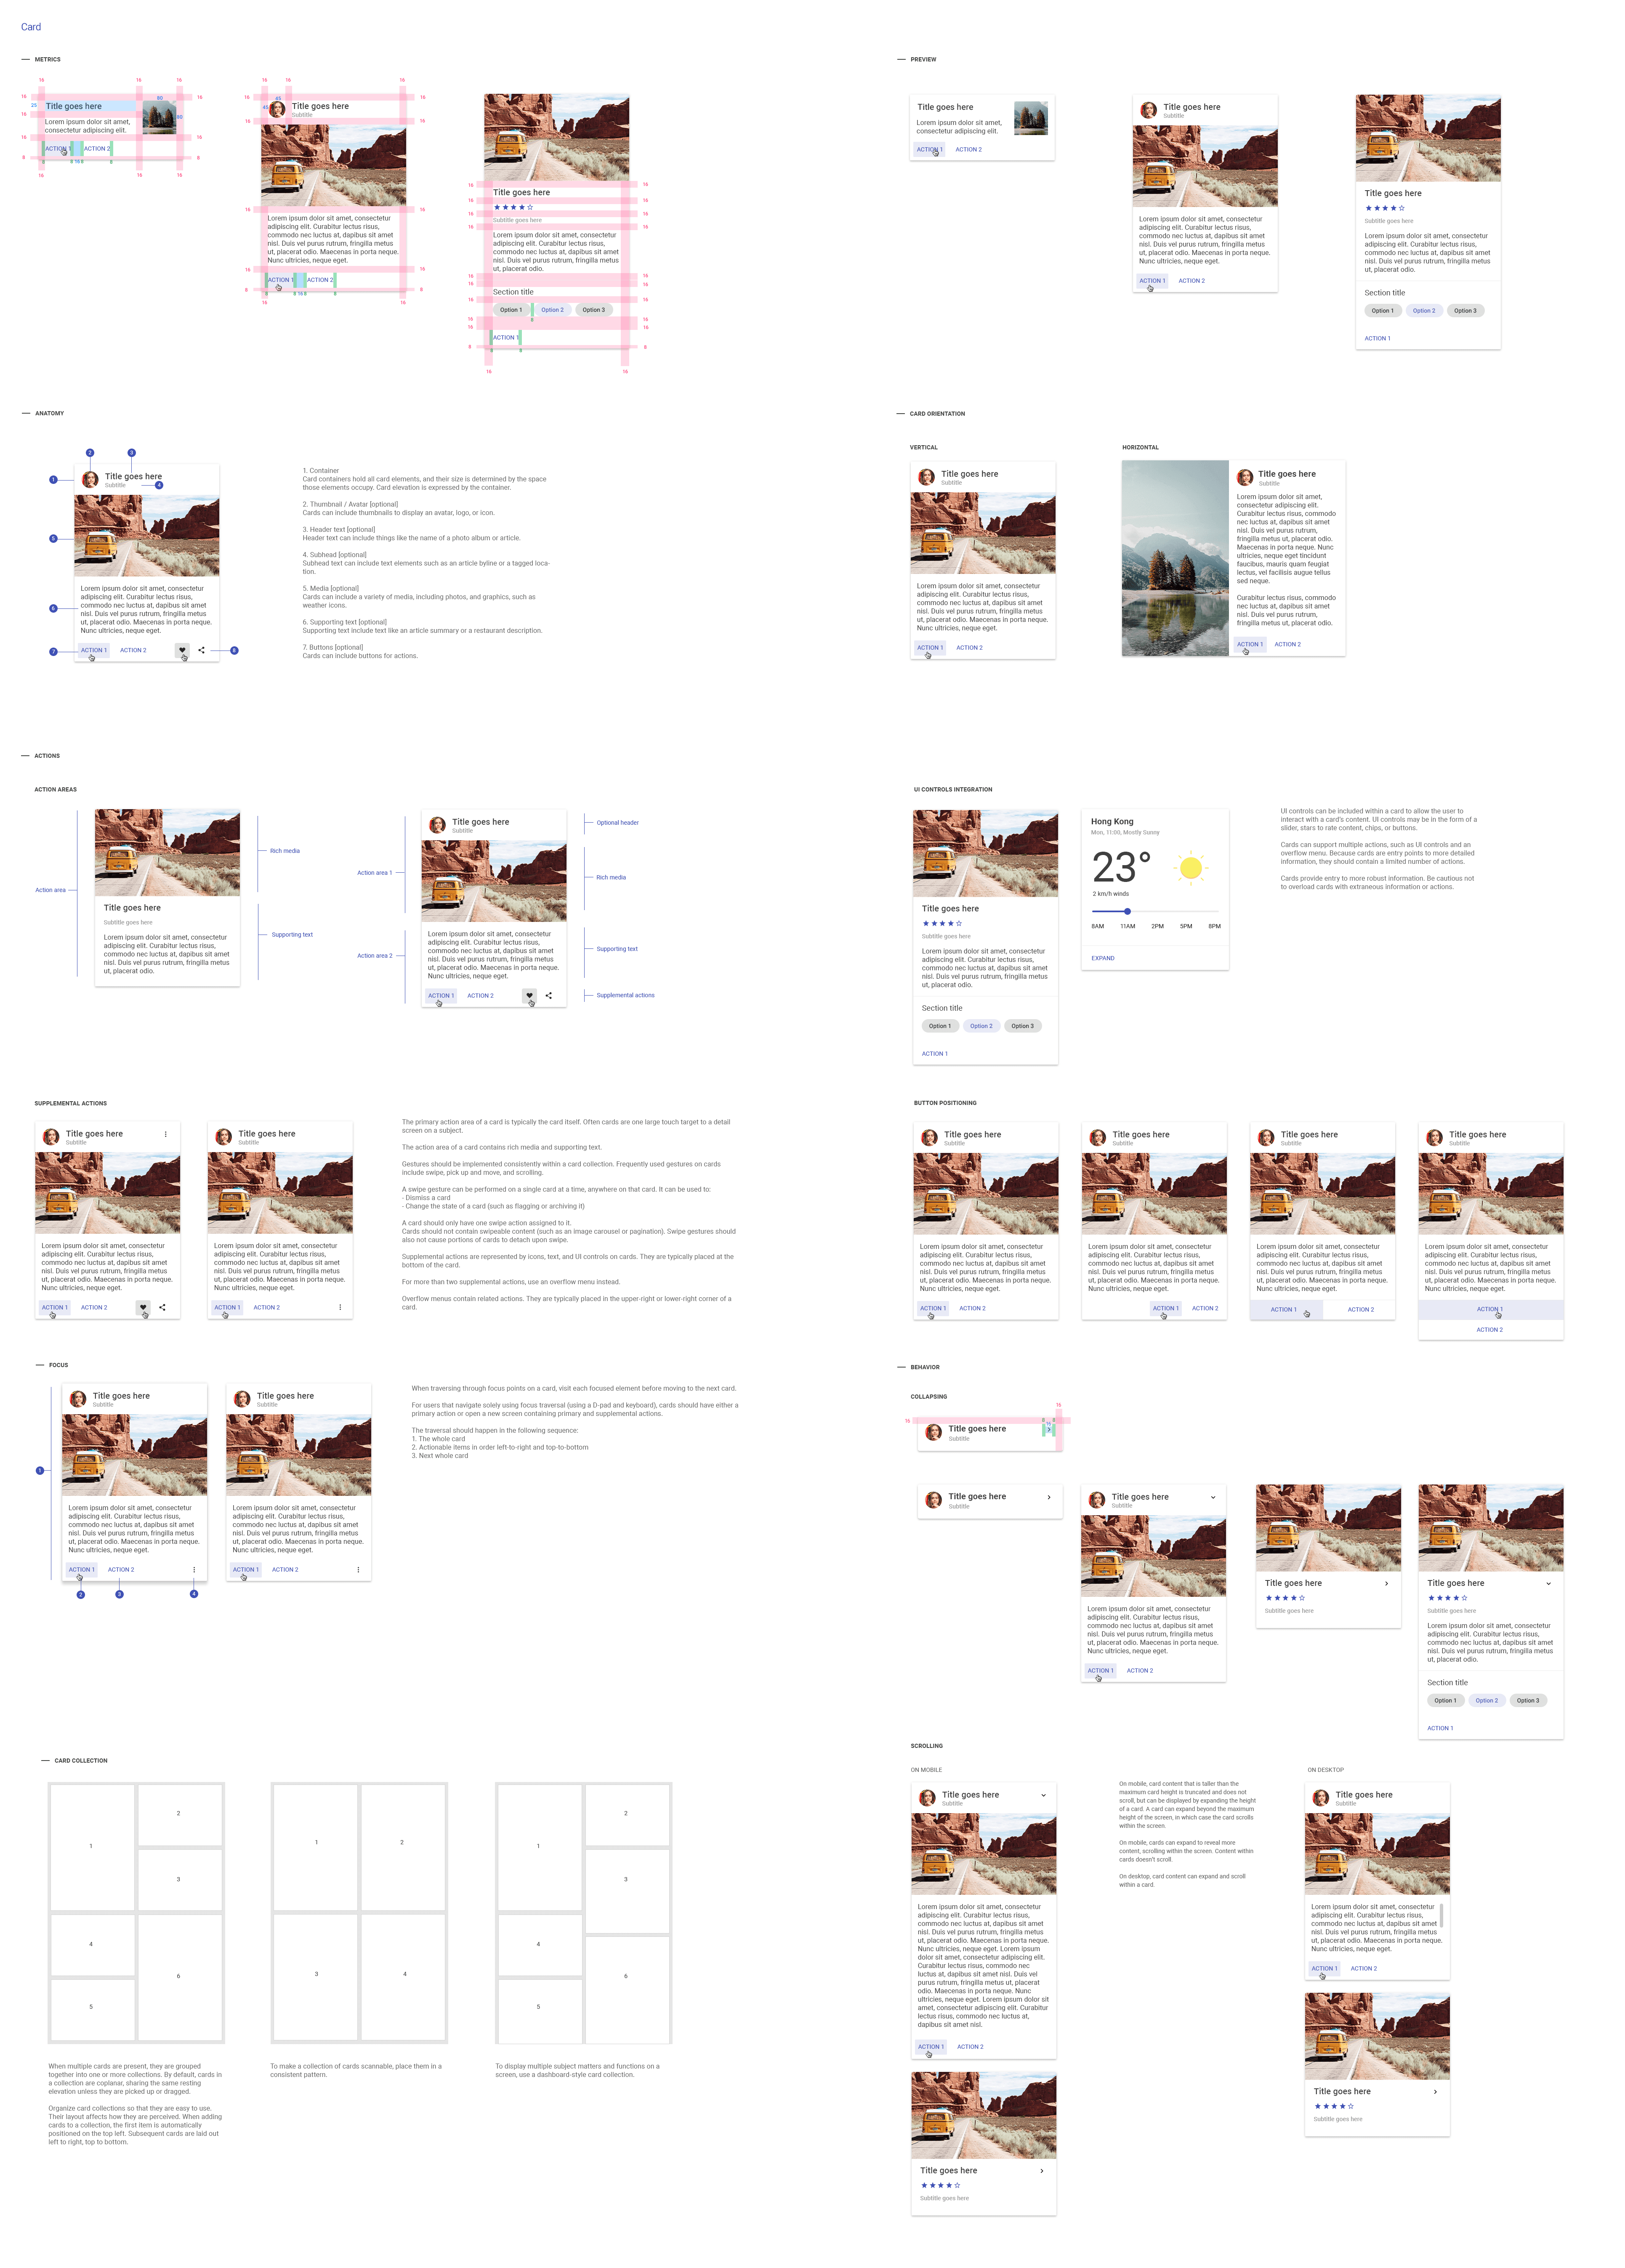 Card
METRICS
16
16
16
16
16
16
25
80
80
16
16
16
16
8
8
Title goes here
Lorem ipsum dolor sit amet,
consectetur adipiscing elit.
ACTION 1
ACTION 2
8
8 16 8
8
16
16
16
16
16
16
16
16
45
45
Title goes here
Subtitle
16
16
16
16
Lorem ipsum dolor sit amet, consectetur
adipiscing elit. Curabitur lectus risus,
commodo nec luctus at, dapibus sit amet
nisl. Duis vel purus rutrum, fringilla metus
ut, placerat odio. Maecenas in porta neque.
Nunc ultricies, neque eget.
16
16
ACTION 1
ACTION 2
8
8
8
8 16 8
8
16
16
16
16
Title goes here
16
16
16
16
Subtitle goes here
16
16
Lorem ipsum dolor sit amet, consectetur
adipiscing elit. Curabitur lectus risus,
commodo nec luctus at, dapibus sit amet
nisl. Duis vel purus rutrum, fringilla metus
ut, placerat odio.
16
16
16
16
Section title
16
16
Option 1
Option 2
Option 3
8
16
16
16
16
ACTION 1
8
8
8
8
16
16
PREVIEW
Title goes here
Lorem ipsum dolor sit amet,
consectetur adipiscing elit.
ACTION 1
ACTION 2
Title goes here
Subtitle
Lorem ipsum dolor sit amet, consectetur
adipiscing elit. Curabitur lectus risus,
commodo nec luctus at, dapibus sit amet
nisl. Duis vel purus rutrum, fringilla metus
ut, placerat odio. Maecenas in porta neque.
Nunc ultricies, neque eget.
ACTION 1
ACTION 2
Title goes here
Subtitle goes here
Lorem ipsum dolor sit amet, consectetur
adipiscing elit. Curabitur lectus risus,
commodo nec luctus at, dapibus sit amet
nisl. Duis vel purus rutrum, fringilla metus
ut, placerat odio.
Section title
Option 1
Option 2
Option 3
ACTION 1
ANATOMY
2
3
1
Title goes here
Subtitle
4
5
Lorem ipsum dolor sit amet, consectetur
adipiscing elit. Curabitur lectus risus,
commodo nec luctus at, dapibus sit amet
nisl. Duis vel purus rutrum, fringilla metus
ut, placerat odio. Maecenas in porta neque.
Nunc ultricies, neque eget.
6
7
ACTION 1
ACTION 2
8
1. Container
Card containers hold all card elements, and their size is determined by the space
those elements occupy. Card elevation is expressed by the container.
2. Thumbnail / Avatar [optional]
Cards can include thumbnails to display an avatar, logo, or icon.
3. Header text [optional]
Header text can include things like the name of a photo album or article.
4. Subhead [optional]
Subhead text can include text elements such as an article byline or a tagged loca-
tion.
5. Media [optional]
Cards can include a variety of media, including photos, and graphics, such as
weather icons.
6. Supporting text [optional]
Supporting text include text like an article summary or a restaurant description.
7. Buttons [optional]
Cards can include buttons for actions.
CARD ORIENTATION
VERTICAL
Title goes here
Subtitle
Lorem ipsum dolor sit amet, consectetur
adipiscing elit. Curabitur lectus risus,
commodo nec luctus at, dapibus sit amet
nisl. Duis vel purus rutrum, fringilla metus
ut, placerat odio. Maecenas in porta neque.
Nunc ultricies, neque eget.
ACTION 1
ACTION 2
HORIZONTAL
Title goes here
Subtitle
Lorem ipsum dolor sit amet,
consectetur adipiscing elit.
Curabitur lectus risus, commodo
nec luctus at, dapibus sit amet
nisl. Duis vel purus rutrum,
fringilla metus ut, placerat odio.
Maecenas in porta neque. Nunc
ultricies, neque eget tincidunt
faucibus, mauris quam feugiat
lectus, vel facilisis augue tellus
sed neque.
Curabitur lectus risus, commodo
nec luctus at, dapibus sit amet
nisl. Duis vel purus rutrum,
fringilla metus ut, placerat odio.
ACTION 1
ACTION 2
ACTIONS
ACTION AREAS
Action area
Title goes here
Subtitle goes here
Lorem ipsum dolor sit amet, consectetur
adipiscing elit. Curabitur lectus risus,
commodo nec luctus at, dapibus sit amet
nisl. Duis vel purus rutrum, fringilla metus
ut, placerat odio.
Rich media
Supporting text
Action area 1
Action area 2
Title goes here
Subtitle
Lorem ipsum dolor sit amet, consectetur
adipiscing elit. Curabitur lectus risus,
commodo nec luctus at, dapibus sit amet
nisl. Duis vel purus rutrum, fringilla metus
ut, placerat odio. Maecenas in porta neque.
Nunc ultricies, neque eget.
ACTION 1
ACTION 2
Optional header
Rich media
Supporting text
Supplemental actions
UI CONTROLS INTEGRATION
Title goes here
Subtitle goes here
Lorem ipsum dolor sit amet, consectetur
adipiscing elit. Curabitur lectus risus,
commodo nec luctus at, dapibus sit amet
nisl. Duis vel purus rutrum, fringilla metus
ut, placerat odio.
Section title
Option 1
Option 2
Option 3
ACTION 1
Hong Kong
Mon, 11:00, Mostly Sunny
23°
2 km/h winds
8AM
11AM
2PM
5PM
8PM
EXPAND
UI controls can be included within a card to allow the user to
interact with a card's content. UI controls may be in the form of a
slider, stars to rate content, chips, or buttons.
Cards can support multiple actions, such as UI controls and an
overflow menu. Because cards are entry points to more detailed
information, they should contain a limited number of actions.
Cards provide entry to more robust information. Be cautious not
to overload cards with extraneous information or actions.
SUPPLEMENTAL ACTIONS
Title goes here
Subtitle
Lorem ipsum dolor sit amet, consectetur
adipiscing elit. Curabitur lectus risus,
commodo nec luctus at, dapibus sit amet
nisl. Duis vel purus rutrum, fringilla metus
ut, placerat odio. Maecenas in porta neque.
Nunc ultricies, neque eget.
ACTION 1
ACTION 2
Title goes here
Subtitle
Lorem ipsum dolor sit amet, consectetur
adipiscing elit. Curabitur lectus risus,
commodo nec luctus at, dapibus sit amet
nisl. Duis vel purus rutrum, fringilla metus
ut, placerat odio. Maecenas in porta neque.
Nunc ultricies, neque eget.
ACTION 1
ACTION 2
The primary action area of a card is typically the card itself. Often cards are one large touch target to a detail
screen on a subject.
The action area of a card contains rich media and supporting text.
Gestures should be implemented consistently within a card collection. Frequently used gestures on cards
include swipe, pick up and move, and scrolling.
A swipe gesture can be performed on a single card at a time, anywhere on that card. It can be used to:
- Dismiss a card
- Change the state of a card (such as flagging or archiving it)
A card should only have one swipe action assigned to it.
Cards should not contain swipeable content (such as an image carousel or pagination). Swipe gestures should
also not cause portions of cards to detach upon swipe.
Supplemental actions are represented by icons, text, and UI controls on cards. They are typically placed at the
bottom of the card.
For more than two supplemental actions, use an overflow menu instead.
Overflow menus contain related actions. They are typically placed in the upper-right or lower-right corner of a
card.
BUTTON POSITIONING
Title goes here
Subtitle
Lorem ipsum dolor sit amet, consectetur
adipiscing elit. Curabitur lectus risus,
commodo nec luctus at, dapibus sit amet
nisl. Duis vel purus rutrum, fringilla metus
ut, placerat odio. Maecenas in porta neque.
Nunc ultricies, neque eget.
ACTION 1
ACTION 2
Title goes here
Subtitle
Lorem ipsum dolor sit amet, consectetur
adipiscing elit. Curabitur lectus risus,
commodo nec luctus at, dapibus sit amet
nisl. Duis vel purus rutrum, fringilla metus
ut, placerat odio. Maecenas in porta neque.
Nunc ultricies, neque eget.
ACTION 1
ACTION 2
Title goes here
Subtitle
Lorem ipsum dolor sit amet, consectetur
adipiscing elit. Curabitur lectus risus,
commodo nec luctus at, dapibus sit amet
nisl. Duis vel purus rutrum, fringilla metus
ut, placerat odio. Maecenas in porta neque.
Nunc ultricies, neque eget.
ACTION 1
ACTION 2
Title goes here
Subtitle
Lorem ipsum dolor sit amet, consectetur
adipiscing elit. Curabitur lectus risus,
commodo nec luctus at, dapibus sit amet
nisl. Duis vel purus rutrum, fringilla metus
ut, placerat odio. Maecenas in porta neque.
Nunc ultricies, neque eget.
ACTION 1
ACTION 2
FOCUS
1
Title goes here
Subtitle
Lorem ipsum dolor sit amet, consectetur
adipiscing elit. Curabitur lectus risus,
commodo nec luctus at, dapibus sit amet
nisl. Duis vel purus rutrum, fringilla metus
ut, placerat odio. Maecenas in porta neque.
Nunc ultricies, neque eget.
ACTION 1
ACTION 2
2
3
4
Title goes here
Subtitle
Lorem ipsum dolor sit amet, consectetur
adipiscing elit. Curabitur lectus risus,
commodo nec luctus at, dapibus sit amet
nisl. Duis vel purus rutrum, fringilla metus
ut, placerat odio. Maecenas in porta neque.
Nunc ultricies, neque eget.
ACTION 1
ACTION 2
When traversing through focus points on a card, visit each focused element before moving to the next card.
For users that navigate solely using focus traversal (using a D-pad and keyboard), cards should have either a
primary action or open a new screen containing primary and supplemental actions.
The traversal should happen in the following sequence:
1. The whole card
2. Actionable items in order left-to-right and top-to-bottom
3. Next whole card
BEHAVIOR
COLLAPSING
16
16
Title goes here
Subtitle
Title goes here
Subtitle
Title goes here
Subtitle
Lorem ipsum dolor sit amet, consectetur
adipiscing elit. Curabitur lectus risus,
commodo nec luctus at, dapibus sit amet
nisl. Duis vel purus rutrum, fringilla metus
ut, placerat odio. Maecenas in porta neque.
Nunc ultricies, neque eget.
ACTION 1
ACTION 2
Title goes here
Subtitle goes here
Title goes here
Subtitle goes here
Lorem ipsum dolor sit amet, consectetur
adipiscing elit. Curabitur lectus risus,
commodo nec luctus at, dapibus sit amet
nisl. Duis vel purus rutrum, fringilla metus
ut, placerat odio.
Section title
Option 1
Option 2
Option 3
ACTION 1
CARD COLLECTION
1
2
3
4
5
6
When multiple cards are present, they are grouped
together into one or more collections. By default, cards in
a collection are coplanar, sharing the same resting
elevation unless they are picked up or dragged.
Organize card collections so that they are easy to use.
Their layout affects how they are perceived. When adding
cards to a collection, the first item is automatically
positioned on the top left. Subsequent cards are laid out
left to right, top to bottom.
1
2
3
4
To make a collection of cards scannable, place them in a
consistent pattern.
1
2
3
4
5
6
To display multiple subject matters and functions on a
screen, use a dashboard-style card collection.
SCROLLING
ON MOBILE
Title goes here
Subtitle
Lorem ipsum dolor sit amet, consectetur
adipiscing elit. Curabitur lectus risus,
commodo nec luctus at, dapibus sit amet
nisl. Duis vel purus rutrum, fringilla metus
ut, placerat odio. Maecenas in porta neque.
Nunc ultricies, neque eget. Lorem ipsum
dolor sit amet, consectetur adipiscing elit.
Curabitur lectus risus, commodo nec
luctus at, dapibus sit amet nisl. Duis vel
purus rutrum, fringilla metus ut, placerat
odio. Maecenas in porta neque. Nunc
ultricies, neque eget. Lorem ipsum dolor sit
amet, consectetur adipiscing elit. Curabitur
lectus risus, commodo nec luctus at,
dapibus sit amet nisl.
ACTION 1
ACTION 2
Title goes here
Subtitle goes here
On mobile, card content that is taller than the
maximum card height is truncated and does not
scroll, but can be displayed by expanding the height
of a card. A card can expand beyond the maximum
height of the screen, in which case the card scrolls
within the screen.
On mobile, cards can expand to reveal more
content, scrolling within the screen. Content within
cards doesn't scroll.
On desktop, card content can expand and scroll
within a card.
ON DESKTOP
Title goes here
Subtitle
Lorem ipsum dolor sit amet, consectetur
adipiscing elit. Curabitur lectus risus,
commodo nec luctus at, dapibus sit amet
nisl. Duis vel purus rutrum, fringilla metus
ut, placerat odio. Maecenas in porta neque.
Nunc ultricies, neque eget.
ACTION 1
ACTION 2
Title goes here
Subtitle goes here